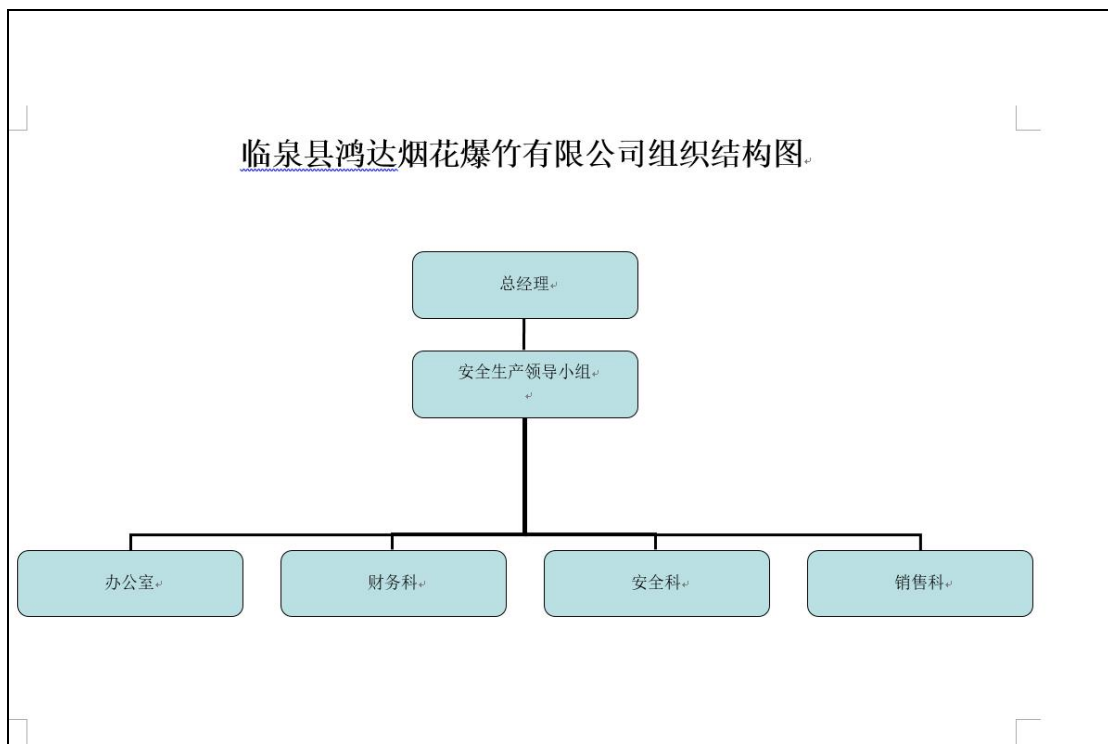 临泉县鸿达烟花爆竹有限公司组织结构图
总经理
安全生产领导小组
办公室
财务科
安全科
销售科